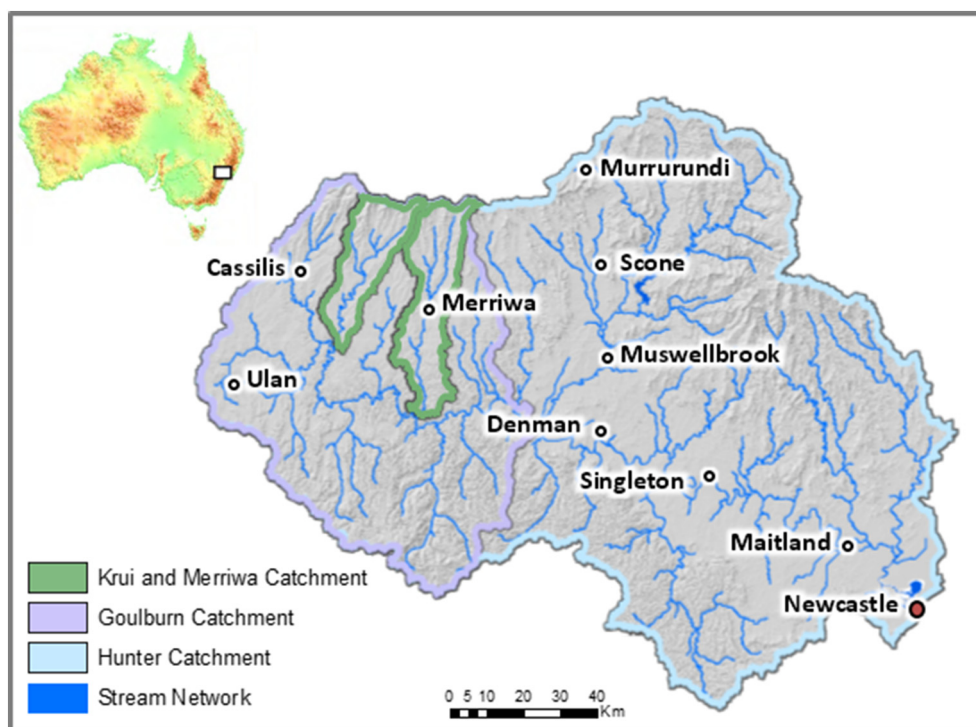 Murrurundi
Cassilis
Scone
Merriwa
Muswellbrook
Ulan
Denman
Singleton
Maitland
Newcastle
Krui and Merriwa Catchment
Goulburn Catchment
Hunter Catchment
Stream Network
0 5 10 20 30 40
Km